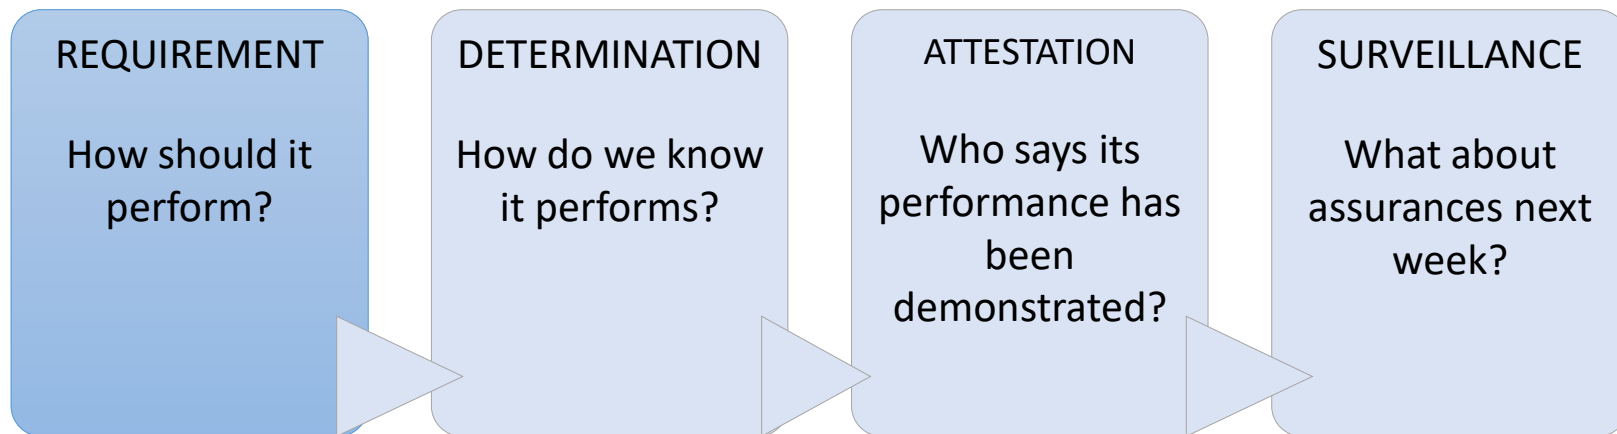 REQUIREMENT
How should it
perform?
DETERMINATION
How do we know
it performs?
ATTESTATION
Who says its
performance has
been
demonstrated?
SURVEILLANCE
What about
assurances next
week?